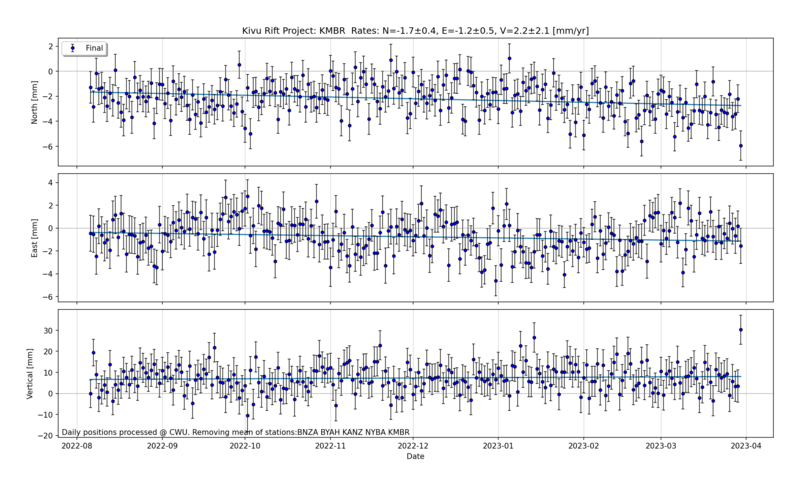 Kivu Rift Project: KMBR Rates: N=-1.7±0.4, E=-1.2±0.5, V=2.2±2.1 [mm/yr]
Final
2
0
−2
−4
−6
North [mm]
4
2
0
−2
−4
−6
East [mm]
30
20
10
0
−10
−20
Vertical [mm]
Daily positions processed @ CWU. Removing mean of stations:BNZA BYAH KANZ NYBA KMBR
2022-08 2022-09 2022-10 2022-11 2022-12 2023-01 2023-02 2023-03 2023-04
Date